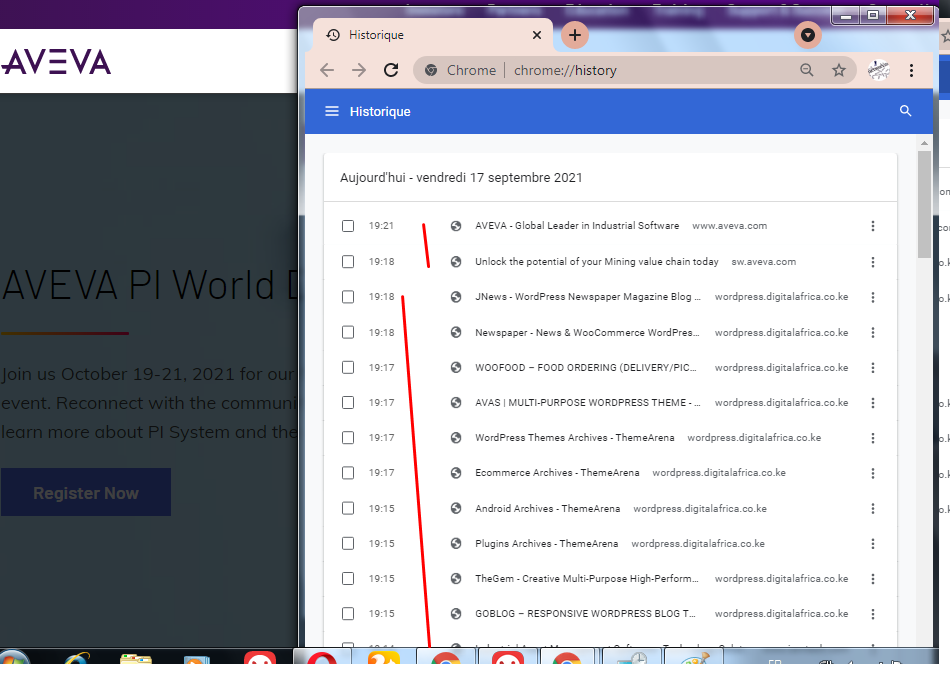 AVEVA
Historique
Chrome
chrome://history
Historique
Aujourd'hui - vendredi 17 septembre 2021
19:21 AVEVA - Global Leader in Industrial Software www.aveva.com
19:18 Unlock the potential of your Mining value chain today sw.aveva.com
19:18 JNews - WordPress Newspaper Magazine Blog ... wordpress.digitalafrica.co.ke
19:18 Newspaper - News & WooCommerce WordPres... wordpress.digitalafrica.co.ke
19:17 WOOFOOD – FOOD ORDERING (DELIVERY/PIC... wordpress.digitalafrica.co.ke
19:17 AVAS | MULTI-PURPOSE WORDPRESS THEME - ... wordpress.digitalafrica.co.ke
19:17 WordPress Themes Archives - ThemeArena wordpress.digitalafrica.co.ke
19:17 Ecommerce Archives - ThemeArena wordpress.digitalafrica.co.ke
19:15 Android Archives - ThemeArena wordpress.digitalafrica.co.ke
19:15 Plugins Archives - ThemeArena wordpress.digitalafrica.co.ke
19:15 TheGem - Creative Multi-Purpose High-Perform... wordpress.digitalafrica.co.ke
19:15 GOBLOG – RESPONSIVE WORDPRESS BLOG T... wordpress.digitalafrica.co.ke
AVEVA PI World D
Join us October 19-21, 2021 for our
event. Reconnect with the communi
learn more about PI System and the
Register Now